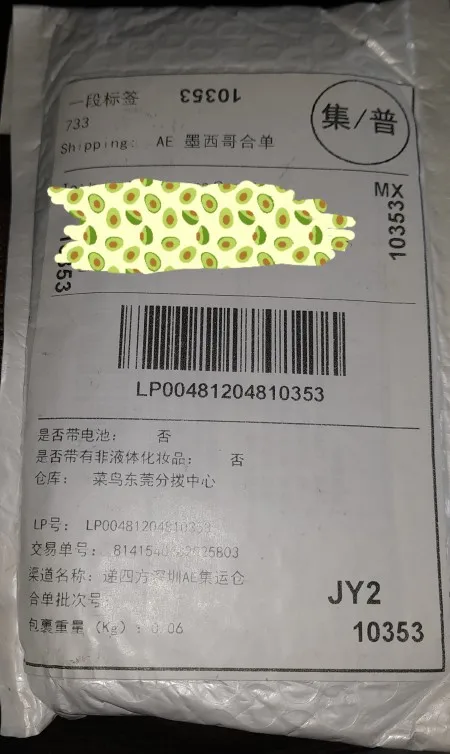 一段标签
10353
集/普
733
Shipping: AE 墨西哥合单
MX
10353
LP00481204810353
是否带电池: 否
是否带有非液体化妆品: 否
仓库: 菜鸟东莞分拨中心
LP号: LP00481204810353
交易单号:
渠道名称: 递四方深圳AE集运仓
合单批次号:
包裹重量 (Kg): 0.06
JY2
10353